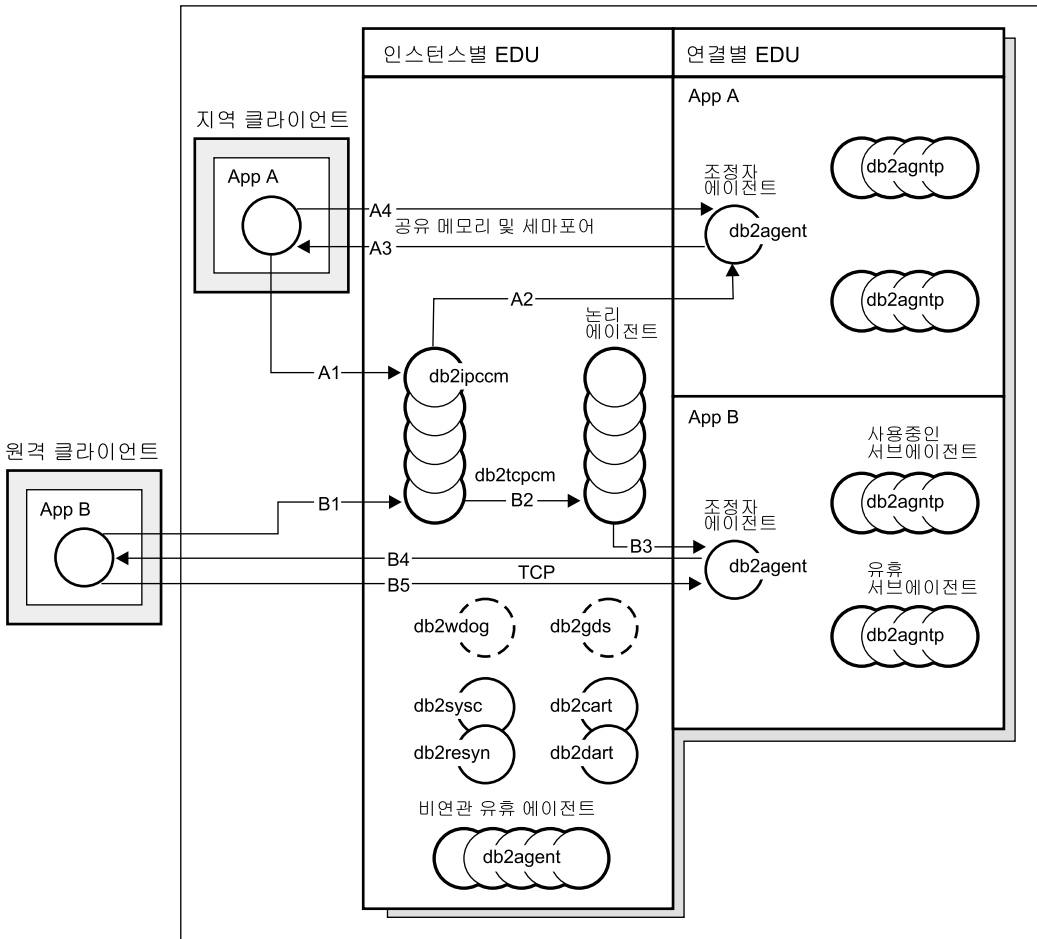 인스턴스별 EDU
연결별 EDU
App A
지역 클라이언트
App A
조정자
에이전트
db2agntp
A4
db2agent
공유 메모리 및 세마포어
A3
A2
db2agntp
논리
에이전트
A1
db2ipccm
App B
원격 클라이언트
사용중인
서브에이전트
db2tcpcm
db2agntp
App B
B1
B2
조정자
에이전트
B3
B4
db2agent
TCP
B5
유휴
서브에이전트
db2wdog
db2gds
db2agntp
db2sysc
db2cart
db2resyn
db2dart
비연관 유휴 에이전트
db2agent